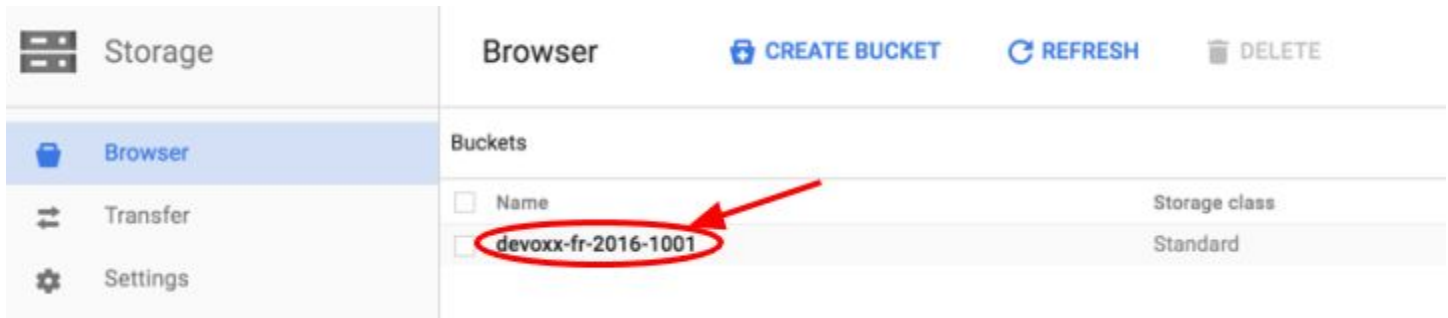 Storage
Browser CREATE BUCKET REFRESH DELETE
Browser
Transfer
Settings
Buckets
Name Storage class
devoxx-fr-2016-1001 Standard